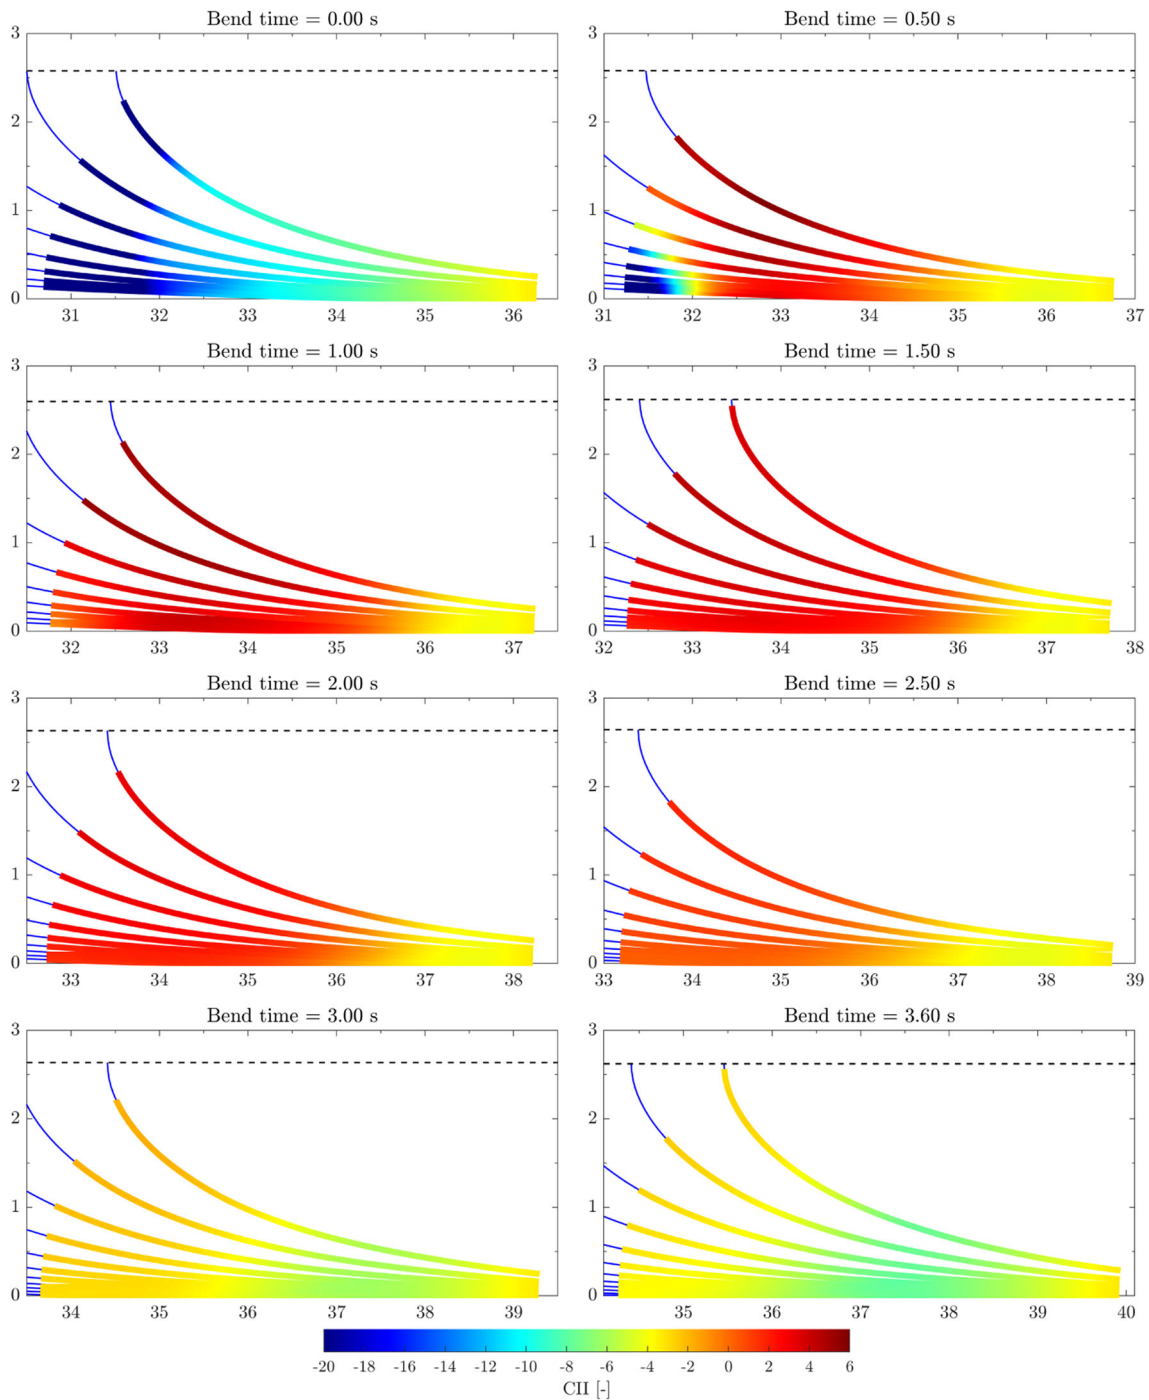 Bend time = 0.00 s
3
2
1
0
31 32 33 34 35 36
Bend time = 0.50 s
3
2
1
0
31 32 33 34 35 36 37
Bend time = 1.00 s
3
2
1
0
32 33 34 35 36 37
Bend time = 1.50 s
3
2
1
0
32 33 34 35 36 37 38
Bend time = 2.00 s
3
2
1
0
33 34 35 36 37 38
Bend time = 2.50 s
3
2
1
0
33 34 35 36 37 38 39
Bend time = 3.00 s
3
2
1
0
34 35 36 37 38 39
Bend time = 3.60 s
3
2
1
0
35 36 37 38 39 40
-20 -18 -16 -14 -12 -10 -8 -6 -4 -2 0 2 4 6
CII [-]